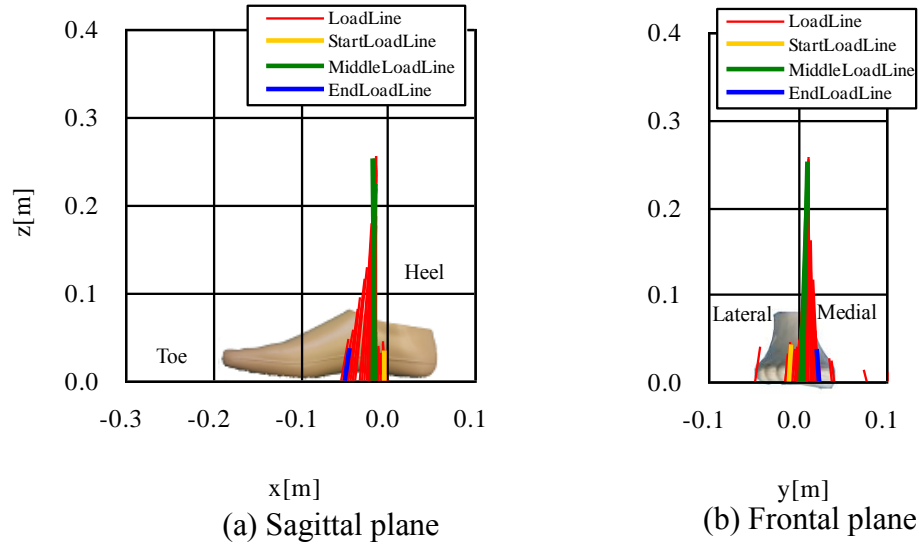 0.4
0.3
0.2
0.1
0.0
z[m]
LoadLine
StartLoadLine
MiddleLoadLine
EndLoadLine
Heel
Toe
-0.3
-0.2
-0.1
0.0
0.1
x[m]
(a) Sagittal plane
0.4
0.3
0.2
0.1
0.0
LoadLine
StartLoadLine
MiddleLoadLine
EndLoadLine
Lateral
Medial
-0.1
0.0
0.1
y[m]
(b) Frontal plane